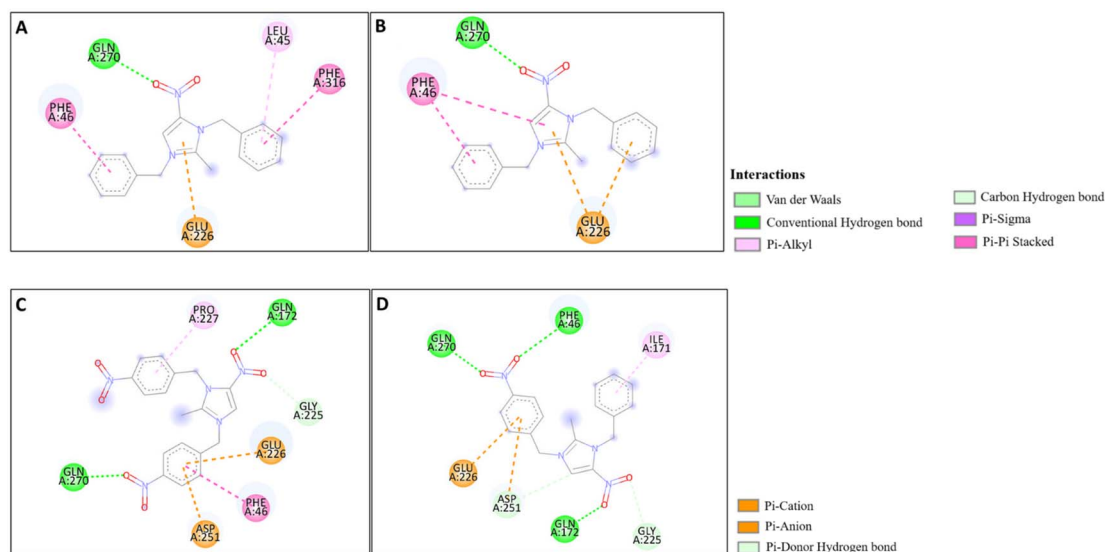 A
GLN
A:270
LEU
A:45
PHE
A:316
PHE
A:46
O
O
N
N
N
GLU
A:226
B
GLN
A:270
PHE
A:46
O
O
N
N
N
GLU
A:226
Interactions
Van der Waals
Conventional Hydrogen bond
Pi-Alkyl
Carbon Hydrogen bond
Pi-Sigma
Pi-Pi Stacked
C
PRO
A:227
GLN
A:172
O
O
N
O
N
O
N
N
GLY
A:225
GLU
A:226
GLN
A:270
O
N
O
PHE
A:46
ASP
A:251
D
PHE
A:46
GLN
A:270
ILE
A:171
O
O
N
N
N
GLU
A:226
ASP
A:251
N
O
O
GLN
A:172
GLY
A:225
Pi-Cation
Pi-Anion
Pi-Donor Hydrogen bond